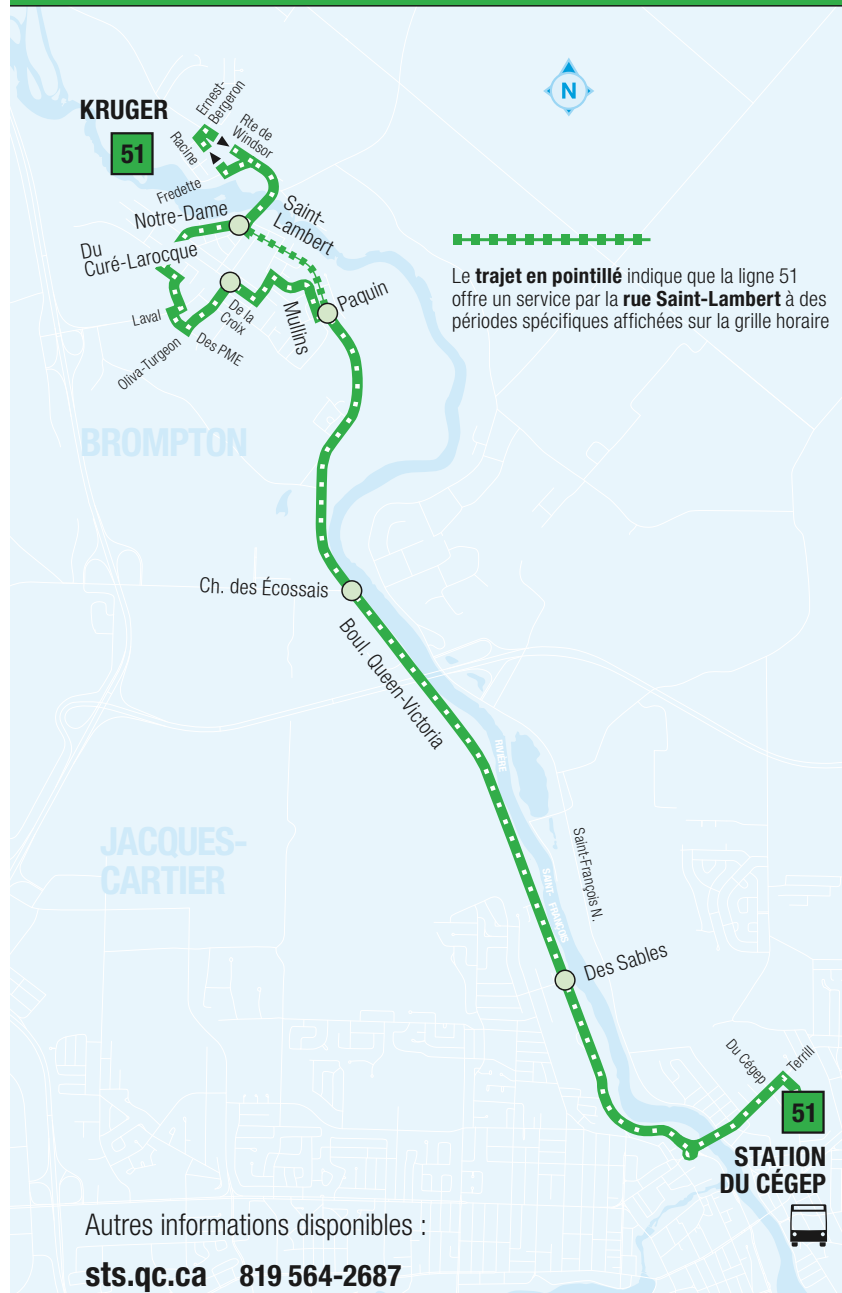 N
KRUGER
51
Ernest-
Bergeron
Rte de
Windsor
Racine
Fredette
Notre-Dame
Saint-
Lambert
Du
Curé-Larocque
De la
Croix
Mullins
Paquin
Laval
Oliva-Turgeon
Des PME
Le trajet en pointillé indique que la ligne 51
offre un service par la rue Saint-Lambert à des
périodes spécifiques affichées sur la grille horaire
BROMPTON
Ch. des Écossais
Boul. Queen-Victoria
RIVIÈRE
SAINT- FRANÇOIS
Saint-François N.
JACQUES-
CARTIER
Des Sables
Du Cégep
Terrill
51
STATION
DU CÉGEP
Autres informations disponibles :
sts.qc.ca 819 564-2687